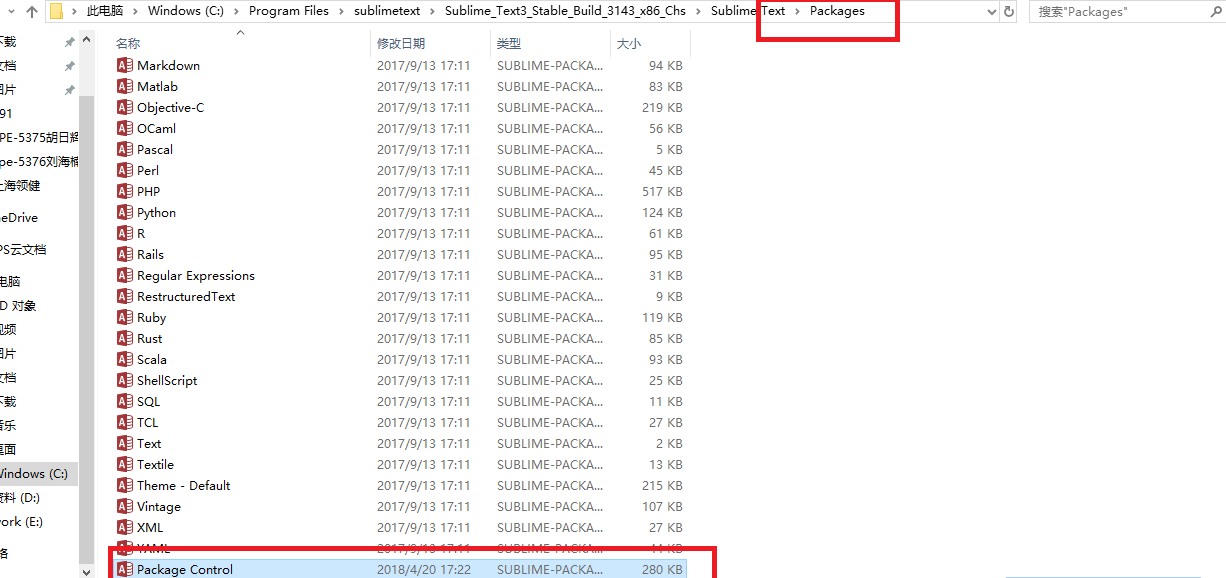 此电脑 › Windows (C:) › Program Files › sublimetext › Sublime_Text3_Stable_Build_3143_x86_Chs › Sublime Text › Packages 搜索"Packages"
名称 修改日期 类型 大小
Markdown 2017/9/13 17:11 SUBLIME-PACKA... 94 KB
Matlab 2017/9/13 17:11 SUBLIME-PACKA... 83 KB
Objective-C 2017/9/13 17:11 SUBLIME-PACKA... 219 KB
OCaml 2017/9/13 17:11 SUBLIME-PACKA... 56 KB
Pascal 2017/9/13 17:11 SUBLIME-PACKA... 5 KB
Perl 2017/9/13 17:11 SUBLIME-PACKA... 45 KB
PHP 2017/9/13 17:11 SUBLIME-PACKA... 517 KB
Python 2017/9/13 17:11 SUBLIME-PACKA... 124 KB
R 2017/9/13 17:11 SUBLIME-PACKA... 61 KB
Rails 2017/9/13 17:11 SUBLIME-PACKA... 95 KB
Regular Expressions 2017/9/13 17:11 SUBLIME-PACKA... 31 KB
RestructuredText 2017/9/13 17:11 SUBLIME-PACKA... 9 KB
Ruby 2017/9/13 17:11 SUBLIME-PACKA... 119 KB
Rust 2017/9/13 17:11 SUBLIME-PACKA... 85 KB
Scala 2017/9/13 17:11 SUBLIME-PACKA... 93 KB
ShellScript 2017/9/13 17:11 SUBLIME-PACKA... 25 KB
SQL 2017/9/13 17:11 SUBLIME-PACKA... 11 KB
TCL 2017/9/13 17:11 SUBLIME-PACKA... 27 KB
Text 2017/9/13 17:11 SUBLIME-PACKA... 2 KB
Textile 2017/9/13 17:11 SUBLIME-PACKA... 13 KB
Theme - Default 2017/9/13 17:11 SUBLIME-PACKA... 215 KB
Vintage 2017/9/13 17:11 SUBLIME-PACKA... 107 KB
XML 2017/9/13 17:11 SUBLIME-PACKA... 27 KB
YAML 2017/9/13 17:11 SUBLIME-PACKA...
Package Control 2018/4/20 17:22 SUBLIME-PACKA... 280 KB
下载
文档
图片
91
PE-5375胡日辉
pe-5376刘海楠
上海领健
eDrive
PS云文档
电脑
D 对象
视频
图片
文档
下载
音乐
桌面
Windows (C:)
资料 (D:)
ork (E:)
络